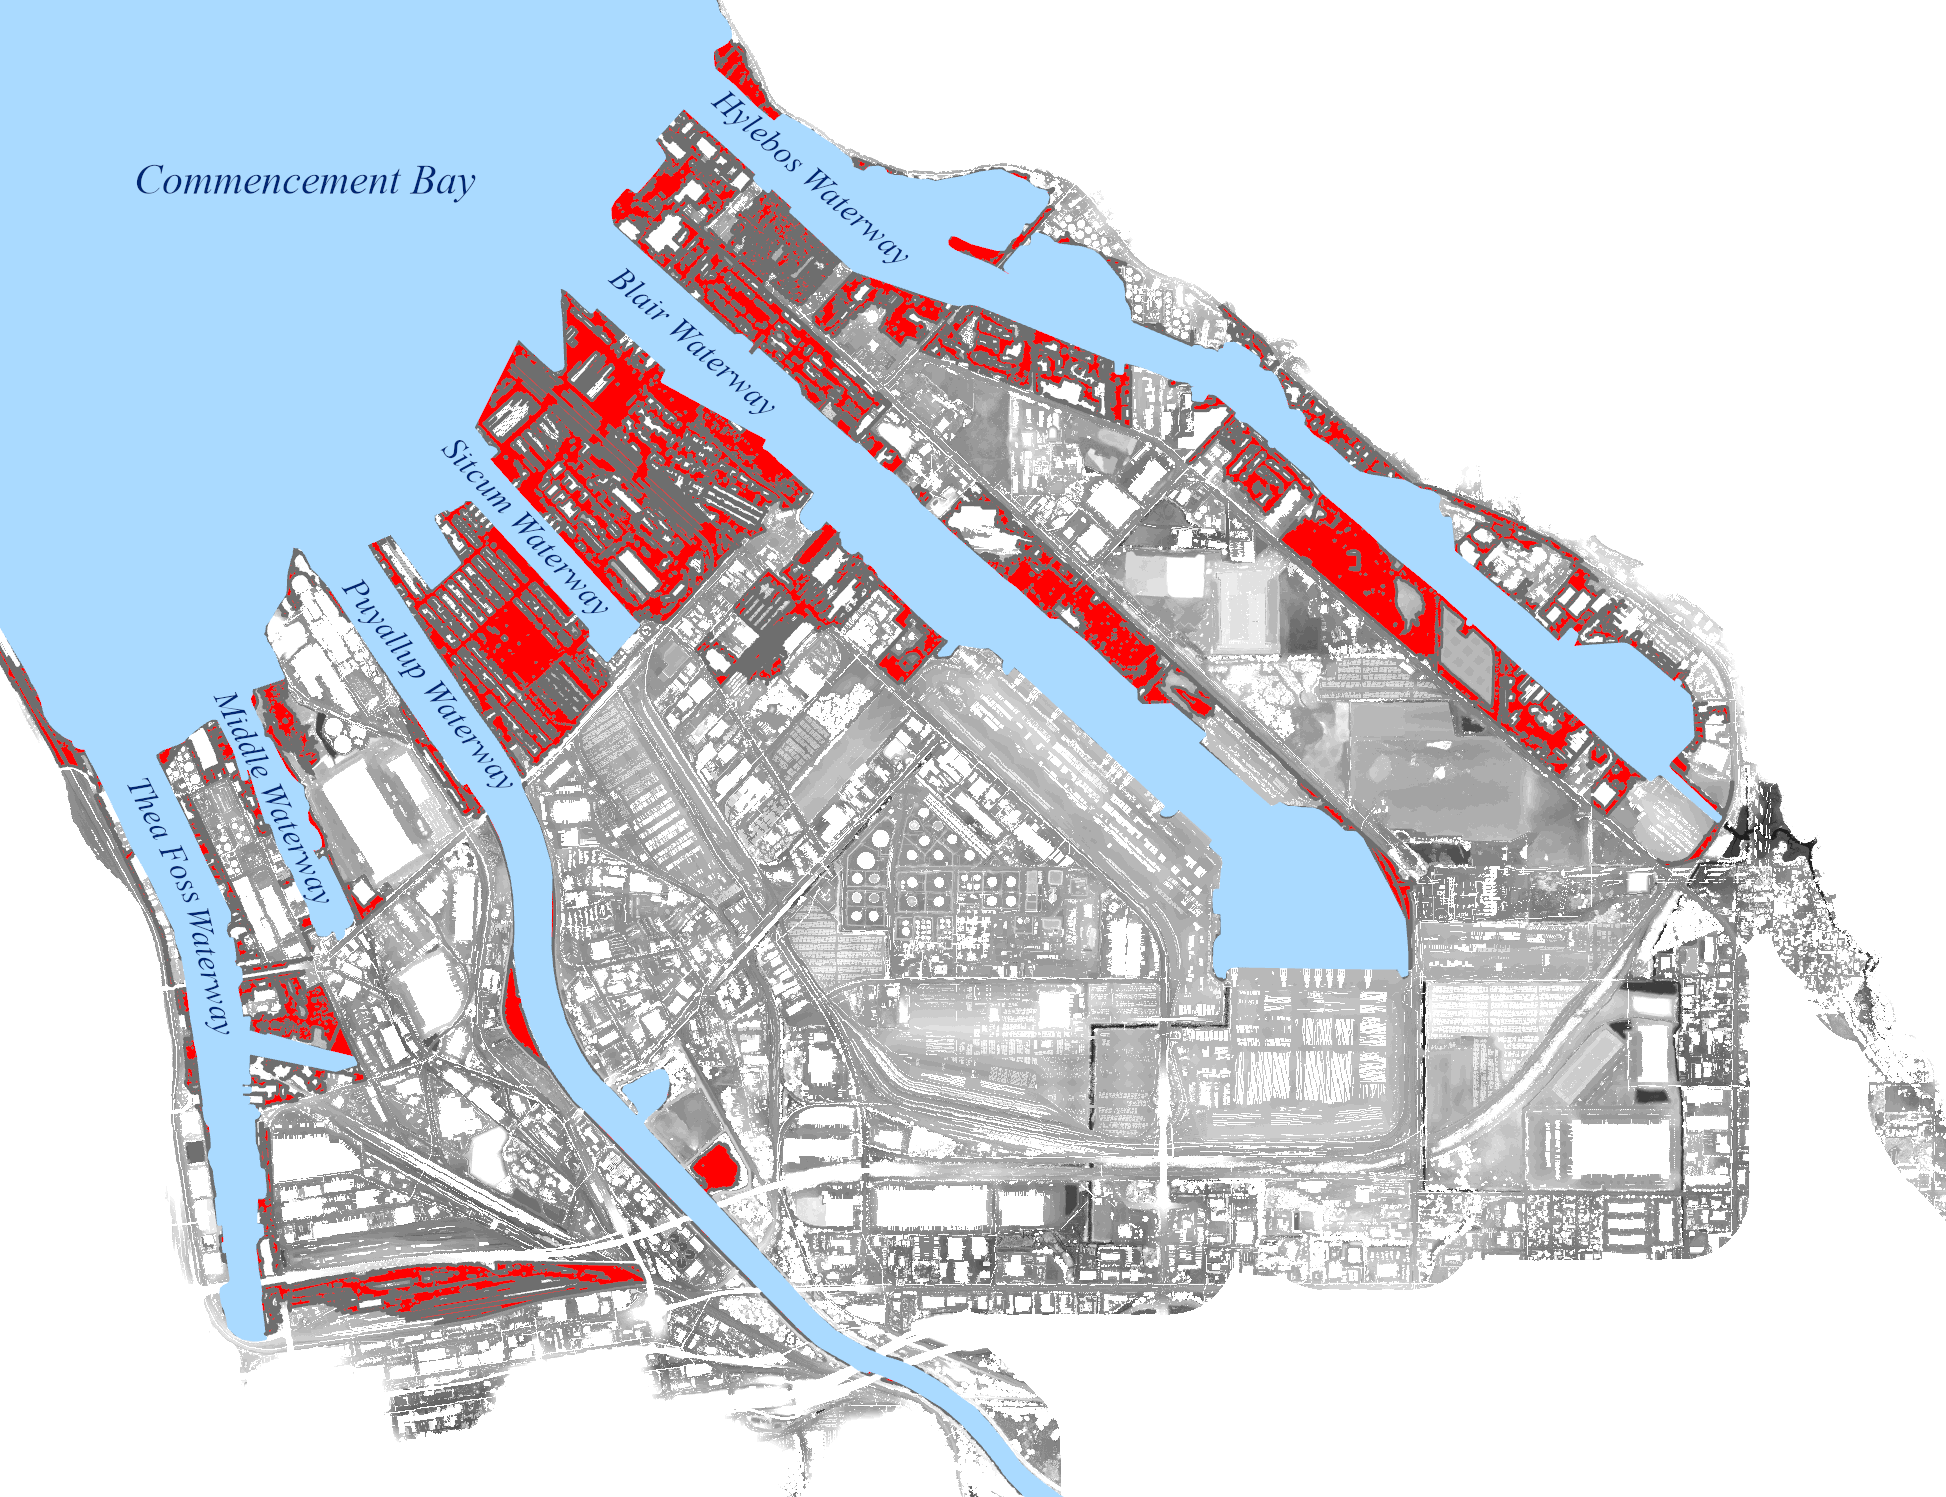 Commencement Bay
Hylebos Waterway
Blair Waterway
Sitcum Waterway
Puyallup Waterway
Middle Waterway
Thea Foss Waterway